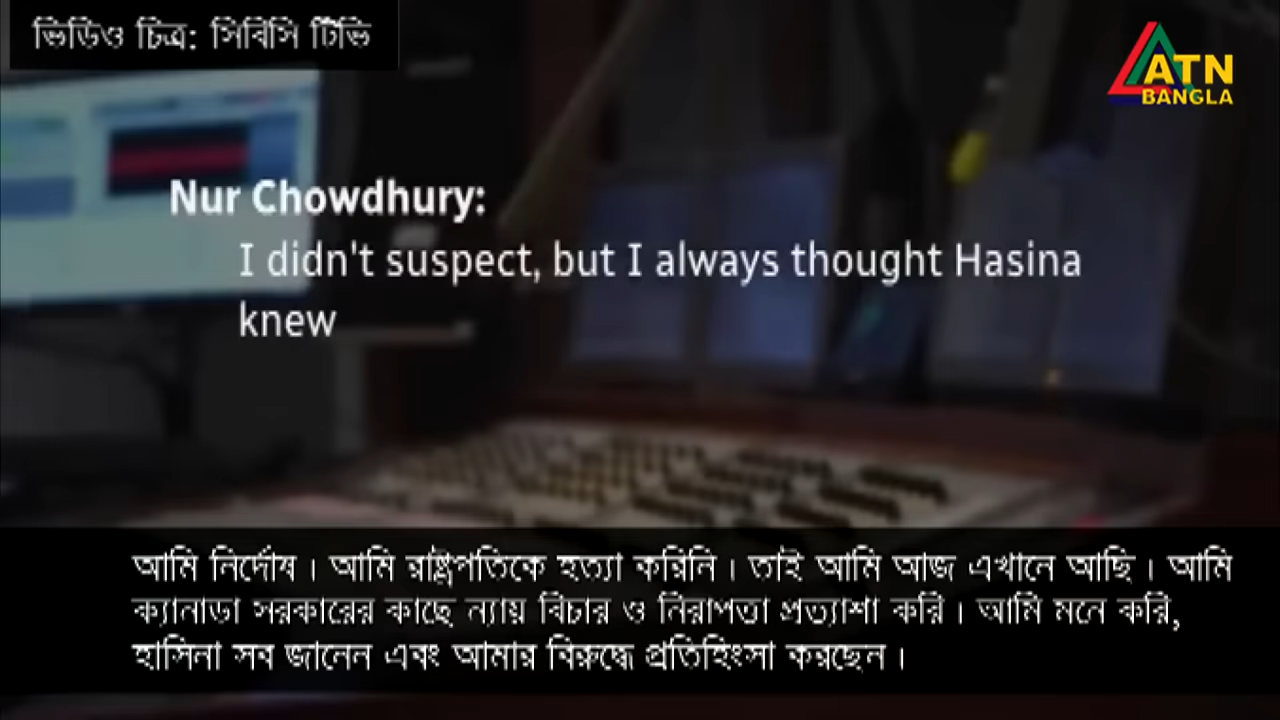 ভিডিও চিত্র: সিবিসি টিভি
ATN
BANGLA
Nur Chowdhury:
I didn't suspect, but I always thought Hasina
knew
আমি নির্দোষ। আমি রাষ্ট্রপতিকে হত্যা করিনি। তাই আমি আজ এখানে আছি। আমি
ক্যানাডা সরকারের কাছে ন্যায় বিচার ও নিরাপত্তা প্রত্যাশা করি। আমি মনে করি,
হাসিনা সব জানেন এবং আমার বিরুদ্ধে প্রতিহিংসা করছেন।